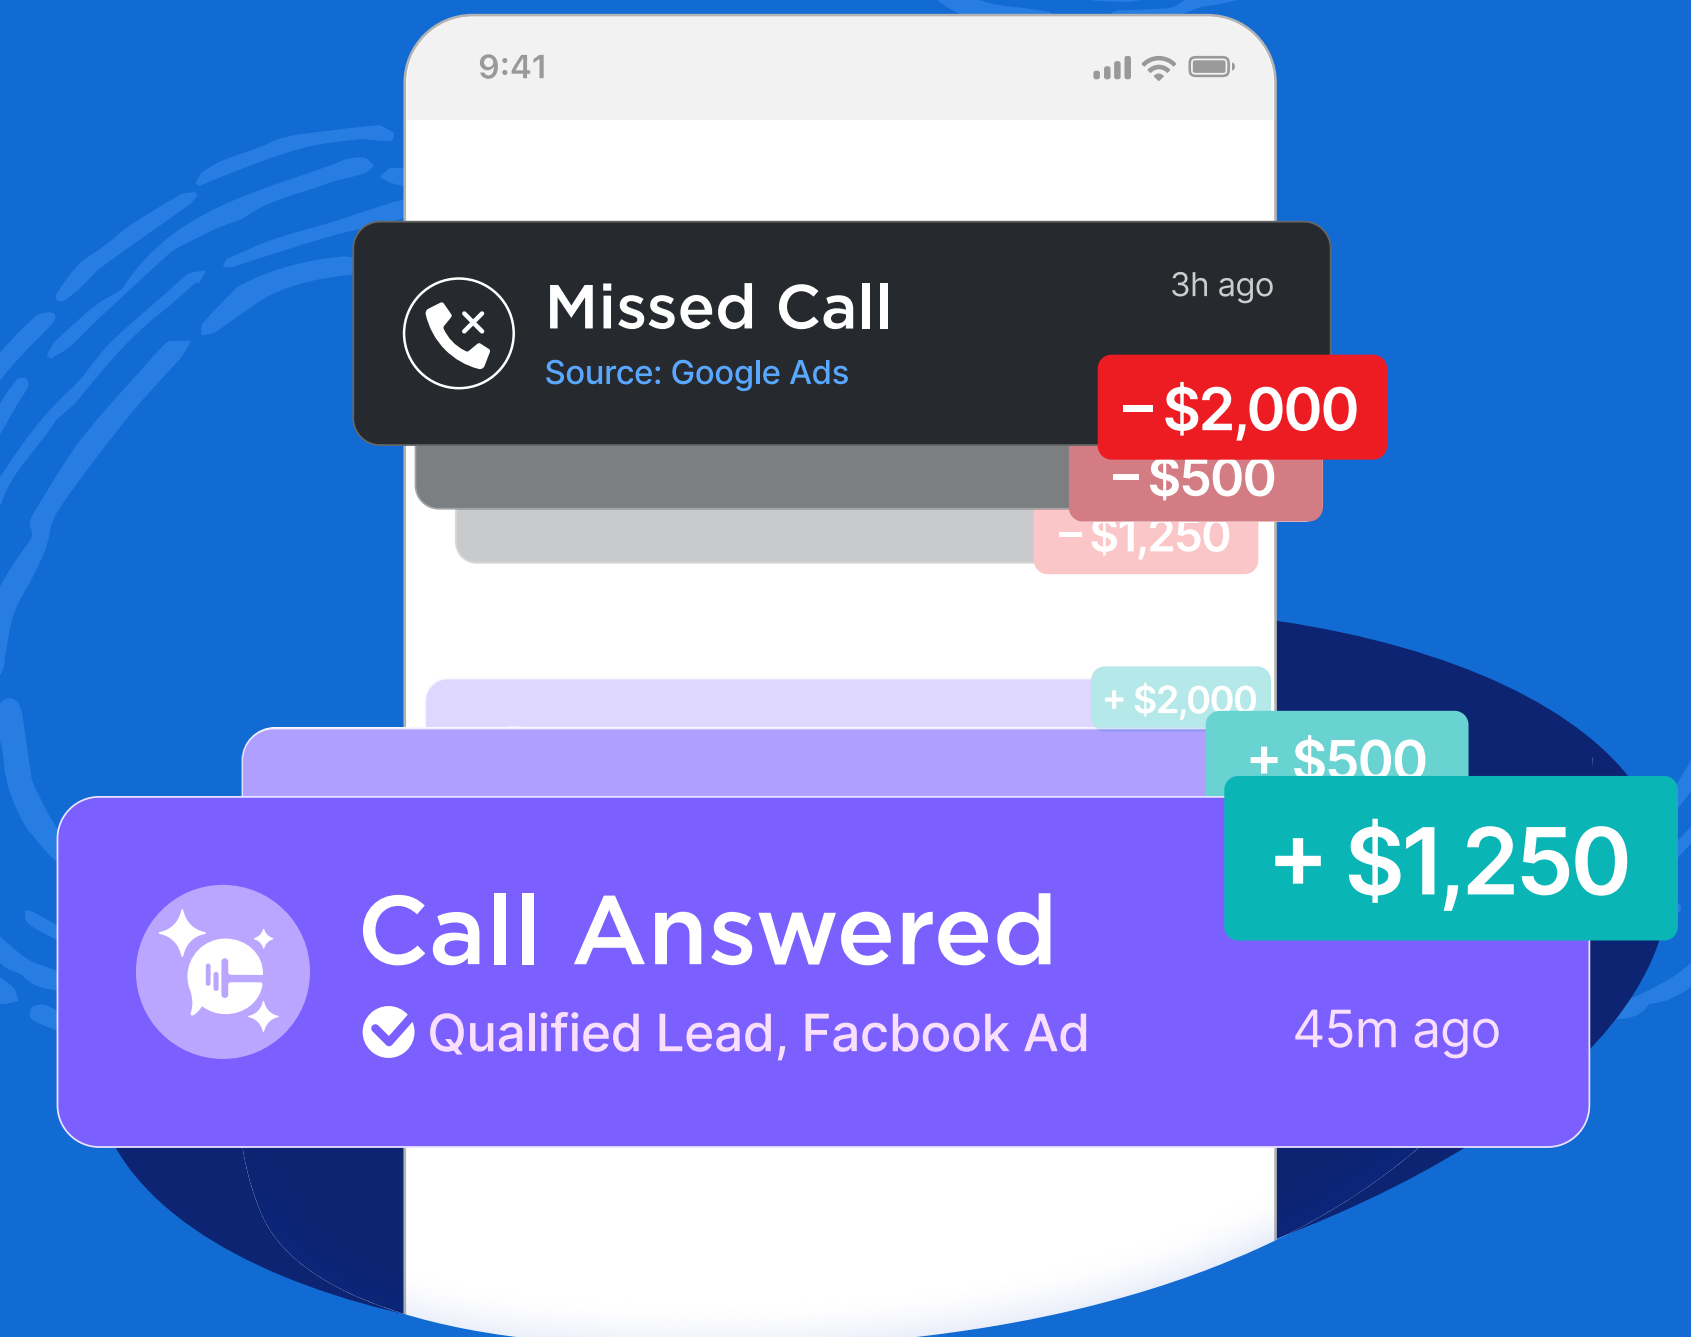 9:41
Missed Call
3h ago
Source: Google Ads
– $2,000
– $500
– $1,250
+ $2,000
+ $500
+ $1,250
Call Answered
Qualified Lead, Facbook Ad
45m ago